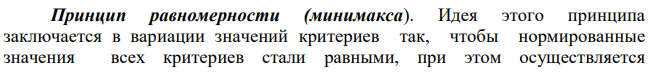 Принцип равномерности (минимакса). Идея этого принципа
заключается в вариации значений критериев так, чтобы нормированные
значения всех критериев стали равными, при этом осуществляется